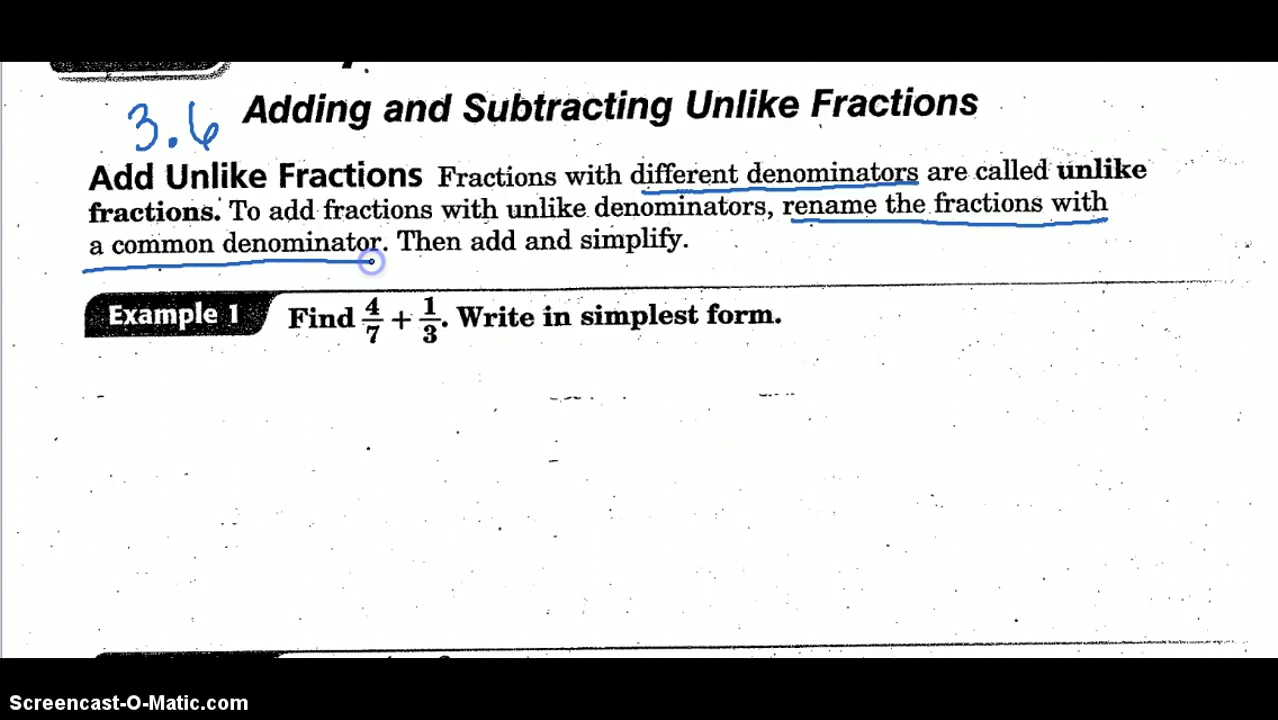 3.6 Adding and Subtracting Unlike Fractions
Add Unlike Fractions Fractions with different denominators are called unlike
fractions. To add fractions with unlike denominators, rename the fractions with
a common denominator. Then add and simplify.
Example 1 Find 4/7 + 1/3. Write in simplest form.
Screencast-O-Matic.com